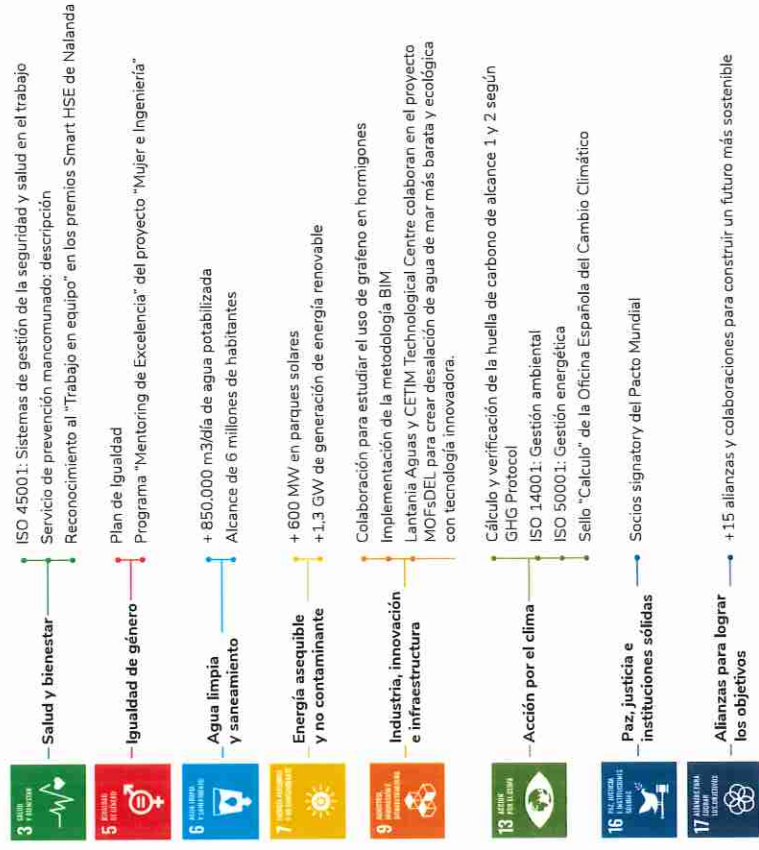 3 SALUD
Y BIENESTAR
Salud y bienestar
ISO 45001: Sistemas de gestión de la seguridad y salud en el trabajo
Servicio de prevención mancomunado: descripción
Reconocimiento al "Trabajo en equipo" en los premios Smart HSE de Nalanda
5 IGUALDAD
DE GÉNERO
Igualdad de género
Plan de Igualdad
Programa "Mentoring de Excelencia" del proyecto "Mujer e Ingeniería"
6 AGUA LIMPIA
Y SANEAMIENTO
Agua limpia
y saneamiento
+ 850.000 m3/día de agua potabilizada
Alcance de 6 millones de habitantes
7 ENERGÍA ASEQUIBLE
Y NO CONTAMINANTE
Energía asequible
y no contaminante
+ 600 MW en parques solares
+1,3 GW de generación de energía renovable
9 INDUSTRIA,
INNOVACIÓN E
INFRAESTRUCTURA
Industria, innovación
e infraestructura
Colaboración para estudiar el uso de grafeno en hormigones
Implementación de la metodología BIM
Lantania Aguas y CETIM Technological Centre colaboran en el proyecto
MOFsDEL para crear desalación de agua de mar más barata y ecológica
con tecnología innovadora.
13 ACCIÓN
POR EL CLIMA
Acción por el clima
Cálculo y verificación de la huella de carbono de alcance 1 y 2 según
GHG Protocol
ISO 14001: Gestión ambiental
ISO 50001: Gestión energética
Sello "Calculo" de la Oficina Española del Cambio Climático
16 PAZ, JUSTICIA
E INSTITUCIONES
SÓLIDAS
Paz, justicia e
instituciones sólidas
Socios signatory del Pacto Mundial
17 ALIANZAS PARA
LOGRAR
LOS OBJETIVOS
Alianzas para lograr
los objetivos
+15 alianzas y colaboraciones para construir un futuro más sostenible